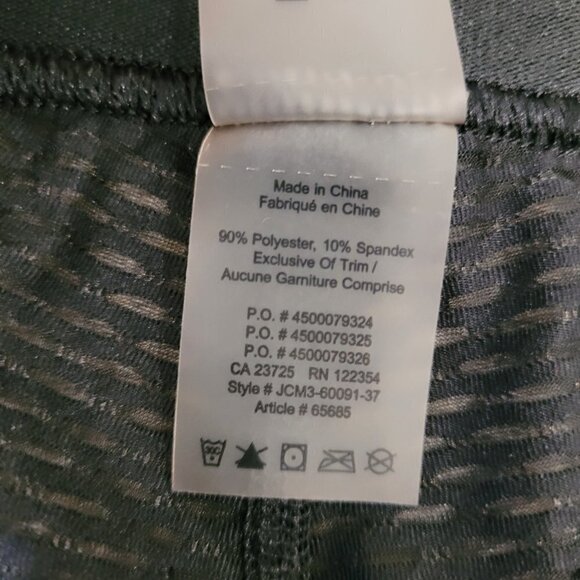 Made in China
Fabriqué en Chine
90% Polyester, 10% Spandex
Exclusive Of Trim /
Aucune Garniture Comprise
P.O. # 4500079324
P.O. # 4500079325
P.O. # 4500079326
CA 23725 RN 122354
Style # JCM3-60091-37
Article # 65685